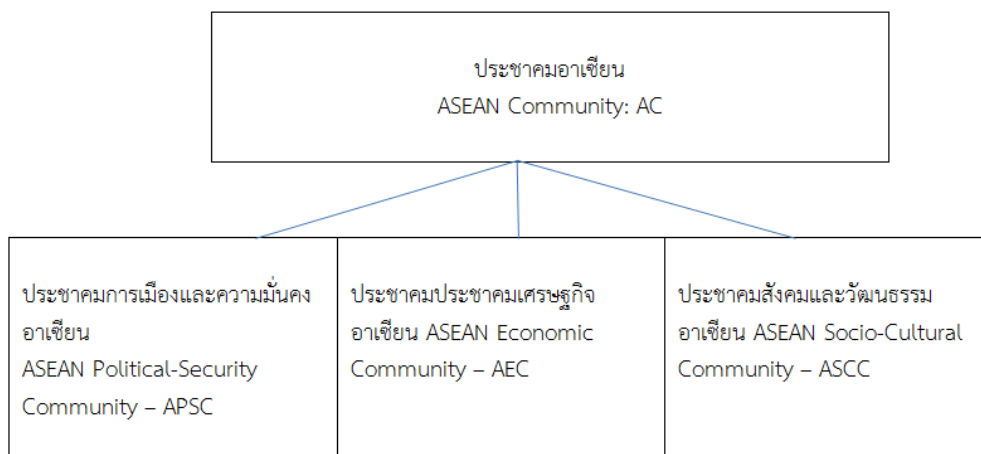 ประชาคมอาเซียน
ASEAN Community: AC
ประชาคมการเมืองและความมั่นคง
อาเซียน
ASEAN Political-Security
Community – APSC
ประชาคมประชาคมเศรษฐกิจ
อาเซียน ASEAN Economic
Community – AEC
ประชาคมสังคมและวัฒนธรรม
อาเซียน ASEAN Socio-Cultural
Community – ASCC